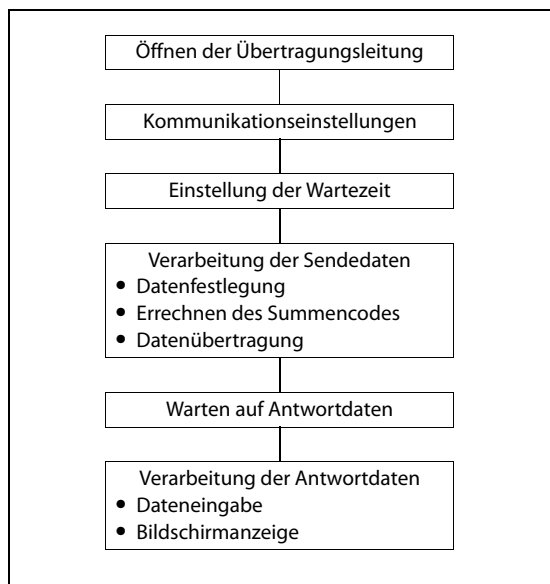 Öffnen der Übertragungsleitung
Kommunikationseinstellungen
Einstellung der Wartezeit
Verarbeitung der Sendedaten
• Datenfestlegung
• Errechnen des Summencodes
• Datenübertragung
Warten auf Antwortdaten
Verarbeitung der Antwortdaten
• Dateneingabe
• Bildschirmanzeige